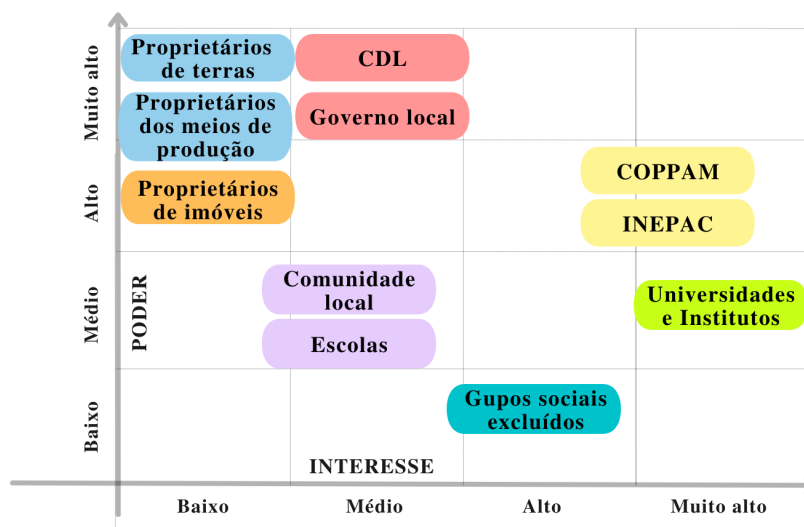 Muito alto
Proprietários
de terras
CDL
Proprietários
dos meios de
produção
Governo local
Alto
Proprietários
de imóveis
COPPAM
INEPAC
Médio
PODER
Comunidade
local
Escolas
Universidades
e Institutos
Baixo
Gupos sociais
excluídos
INTERESSE
Baixo
Médio
Alto
Muito alto